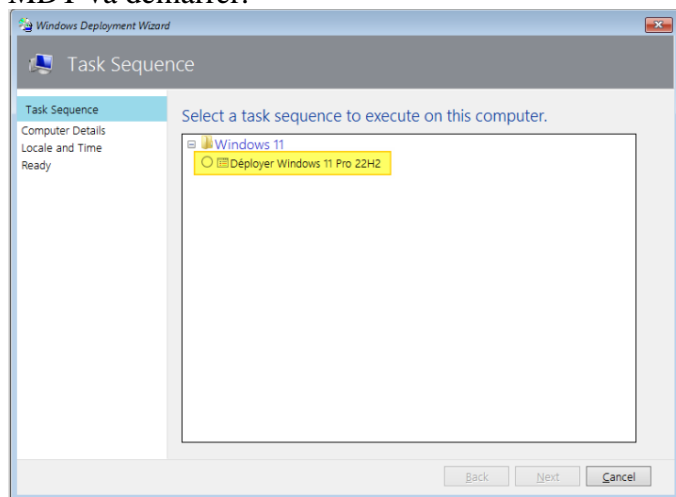 MDT va démarrer.
Windows Deployment Wizard
Task Sequence
Task Sequence
Computer Details
Locale and Time
Ready
Select a task sequence to execute on this computer.
Windows 11
Déployer Windows 11 Pro 22H2
Back Next Cancel